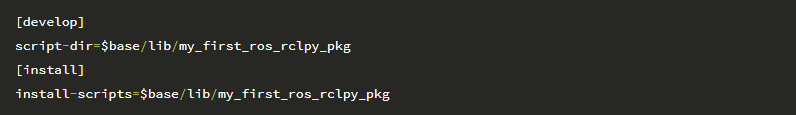 [develop]
script-dir=$base/lib/my_first_ros_rclpy_pkg
[install]
install-scripts=$base/lib/my_first_ros_rclpy_pkg